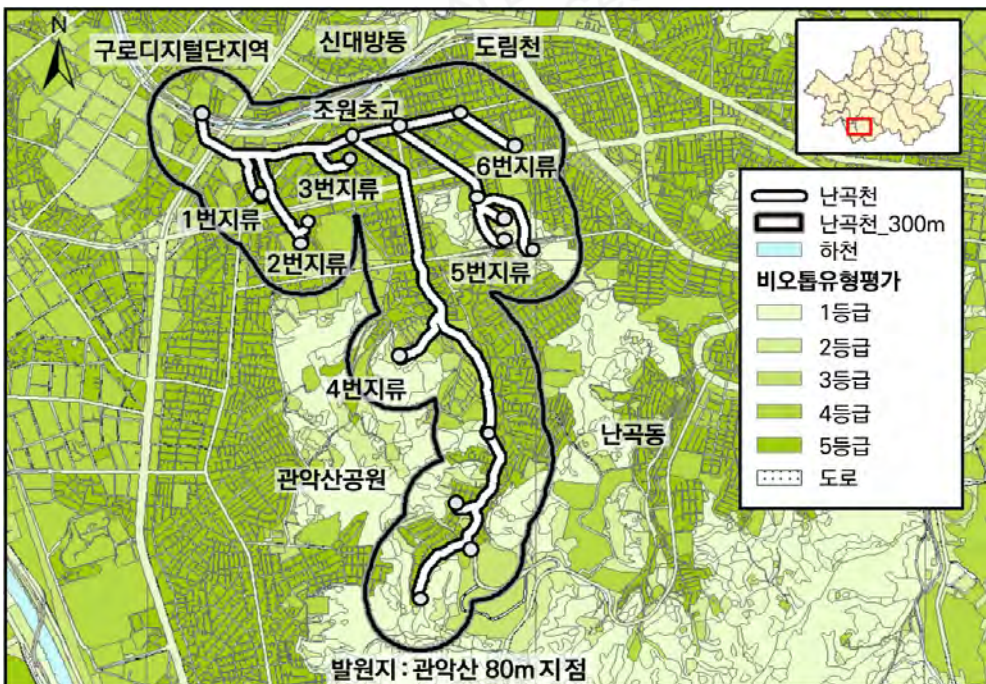 N
구로디지털단지역
신대방동
도림천
조원초교
6번지류
3번지류
1번지류
2번지류
5번지류
4번지류
난곡동
관악산공원
발원지 : 관악산 80m 지점
난곡천
난곡천_300m
하천
비오톱유형평가
1등급
2등급
3등급
4등급
5등급
도로